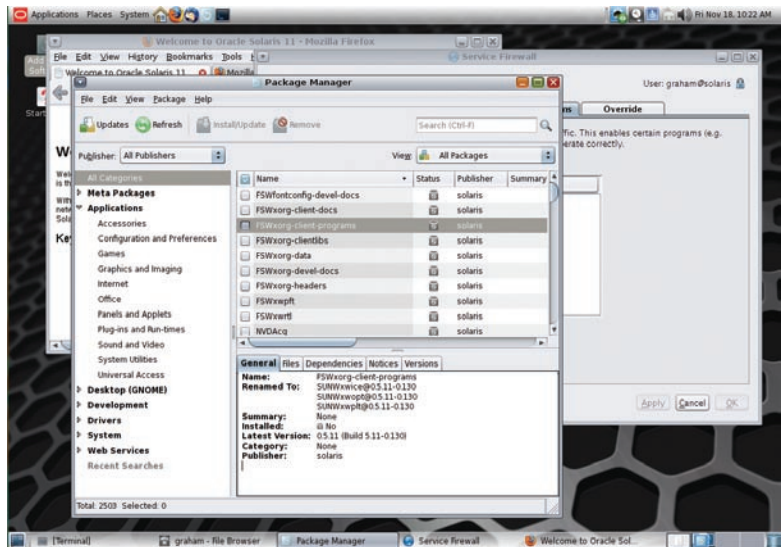 Applications Places System
Fri Nov 18, 10:22 AM
Welcome to Oracle Solaris 11 - Mozilla Firefox
File Edit View History Bookmarks Tools
Service Firewall
Welcome to Oracle Solaris 11
User: graham@solaris
Package Manager
File Edit View Package Help
Override
Updates Refresh Install/Update Remove Search (Ctrl-F)
Publisher: All Publishers View: All Packages
All Categories
Meta Packages
Applications
Accessories
Configuration and Preferences
Games
Graphics and Imaging
Internet
Office
Panels and Applets
Plug-ins and Run-times
Sound and Video
System Utilities
Universal Access
Desktop (GNOME)
Development
Drivers
System
Web Services
Recent Searches
Name Status Publisher Summary
FSWfontconfig-devel-docs solaris
FSWxorg-client-docs solaris
FSWxorg-client-programs solaris
FSWxorg-clientlibs solaris
FSWxorg-data solaris
FSWxorg-devel-docs solaris
FSWxorg-headers solaris
FSWxwpft solaris
FSWxwrtl solaris
NVDAcq solaris
General Files Dependencies Notices Versions
Name: FSWxorg-client-programs
Renamed To: SUNWxwice@0.5.11-0.130
SUNWxwopt@0.5.11-0.130
SUNWxwplt@0.5.11-0.130
Summary: None
Installed: No
Latest Version: 0.5.11 (Build 5.11-0.130)
Category: None
Publisher: solaris
Total: 2503 Selected: 0
Apply Cancel OK
[Terminal] graham - File Browser Package Manager Service Firewall Welcome to Oracle Sol...